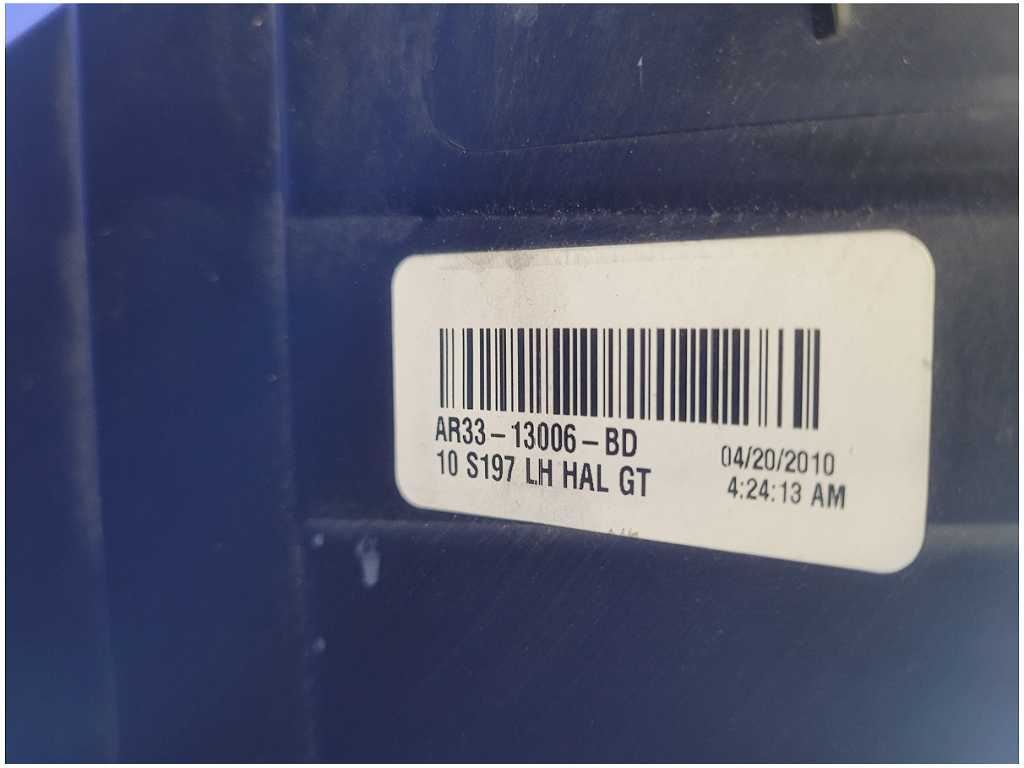 AR33-13006-BD
10 S197 LH HAL GT
04/20/2010
4:24:13 AM